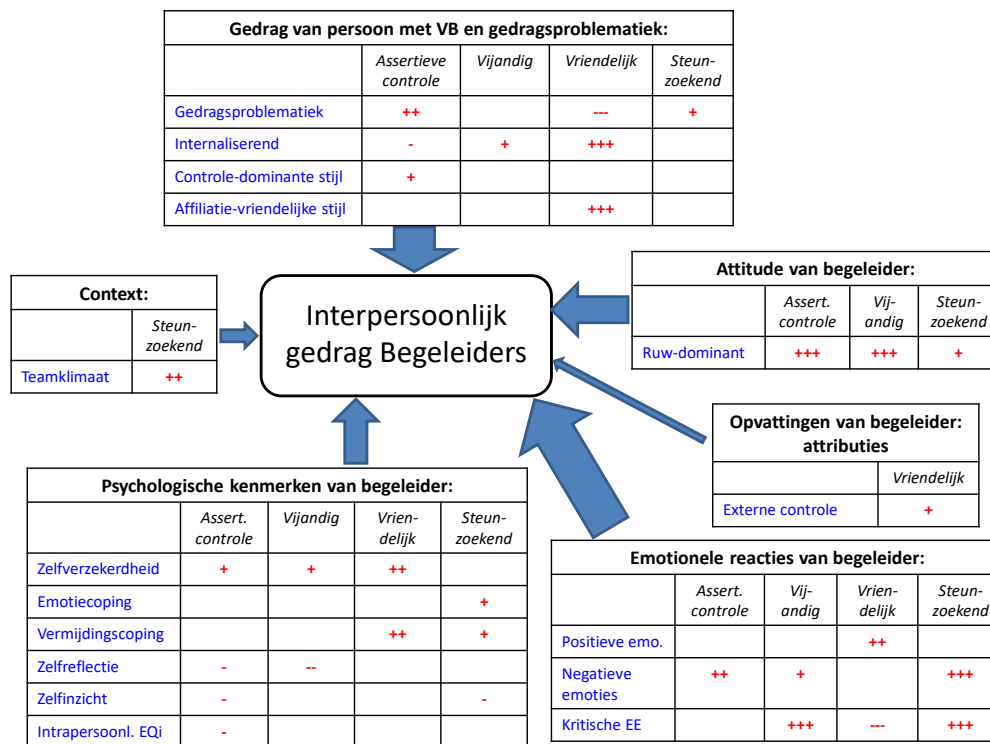 Gedrag van persoon met VB en gedragsproblematiek:
Assertieve controle Vijandig Vriendelijk Steun-zoekend
Gedragsproblematiek ++ --- +
Internaliserend - + +++
Controle-dominante stijl +
Affiliatie-vriendelijke stijl +++
Context:
Steun-
zoekend
Teamklimaat ++
Interpersoonlijk
gedrag Begeleiders
Attitude van begeleider:
Assert. controle Vij-andig Steun-zoekend
Ruw-dominant +++ +++ +
Opvattingen van begeleider:
attributies
Vriendelijk
Externe controle +
Psychologische kenmerken van begeleider:
Assert. controle Vijandig Vrien-delijk Steun-zoekend
Zelfverzekerdheid + + ++
Emotiecoping +
Vermijdingscoping ++ +
Zelfreflectie - --
Zelfinzicht - -
Intrapersoonl. EQi -
Emotionele reacties van begeleider:
Assert. controle Vij-andig Vrien-delijk Steun-zoekend
Positieve emo. ++
Negatieve emoties ++ + +++
Kritische EE +++ --- +++